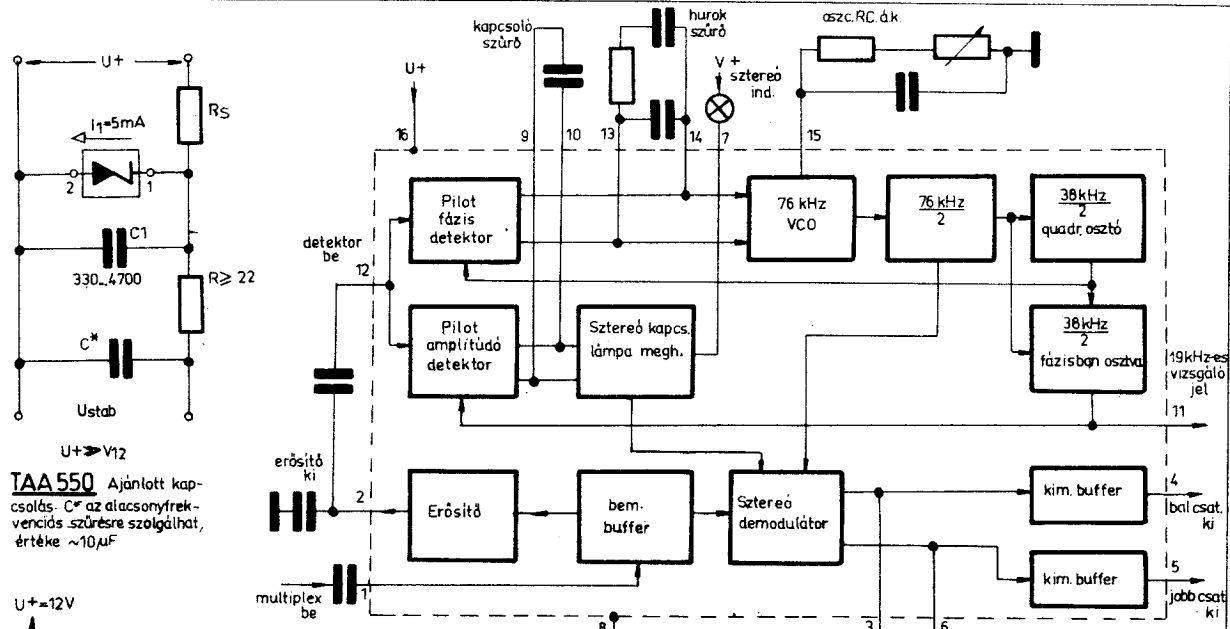 U+
RS
I1=5mA
2
1
C1
330...4700
R≥ 22
C*
Ustab
U+≫V12
TAA 550 Ajánlott kap-
csolás. C* az alacsonyfrek-
venciás szűrésre szolgálhat,
értéke ~10µF
U+=12V
kapcsoló
szűrő
hurok
szűrő
oszc. RC. á.k.
U+
V+
sztereó
ind.
16
9
10
13
14
7
15
Pilot
fázis
detektor
76 kHz
VCO
76 kHz
2
38kHz
2
quadr. osztó
detektor
be
12
Pilot
amplítúdó
detektor
Sztereó kapcs.
lámpa megh.
38kHz
2
fázisban osztva
19kHz-es
vizsgáló
jel
11
erősítő
ki
2
Erősítő
bem.
buffer
Sztereó
demodulátor
kim. buffer
4
bal csat.
ki
kim. buffer
5
jobb csat
ki
multiplex
be
1
8
3
6